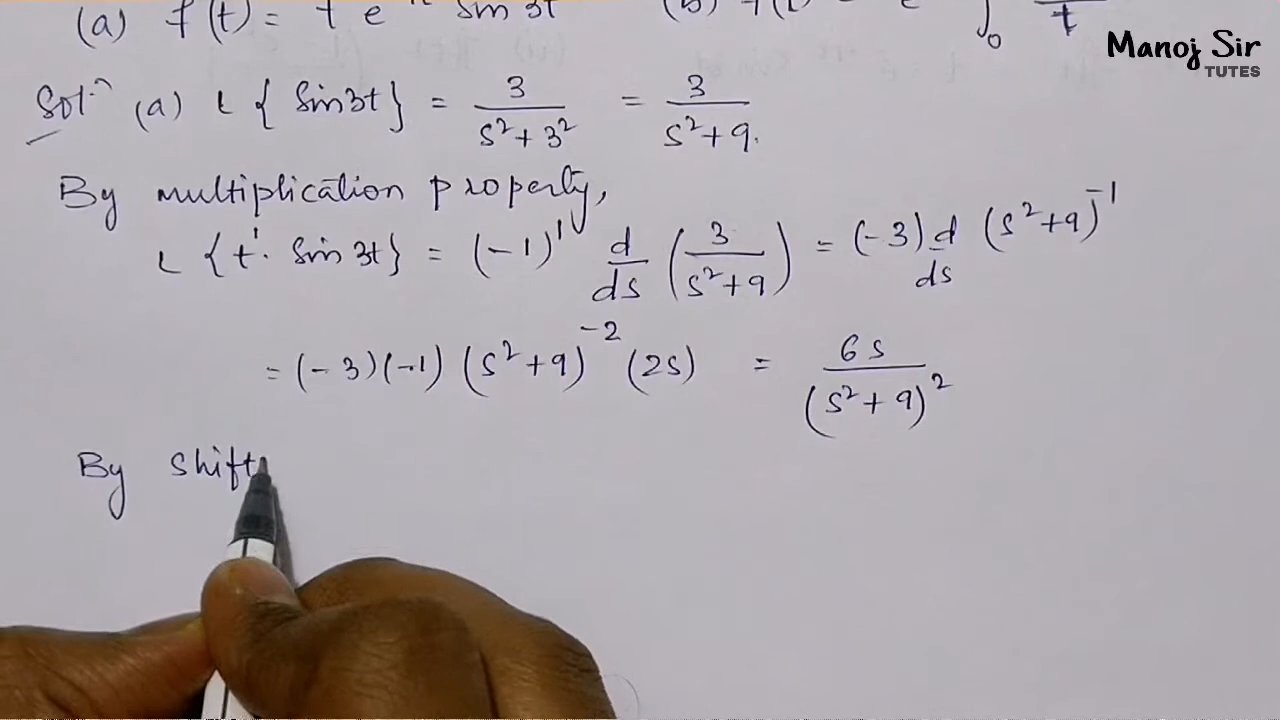 (a) f(t) = t e sin 3t (b) f(t) = e ∫₀ t
Manoj Sir
TUTES
Solⁿ (a) L { Sin3t } = 3/(s²+3²) = 3/(s²+9).
By multiplication property,
L { t¹. Sin 3t } = (-1)¹ d/ds (3/(s²+9)) = (-3) d/ds (s²+9)⁻¹
= (-3)(-1) (s²+9)⁻² (2s) = 6s/(s²+9)²
By Shift